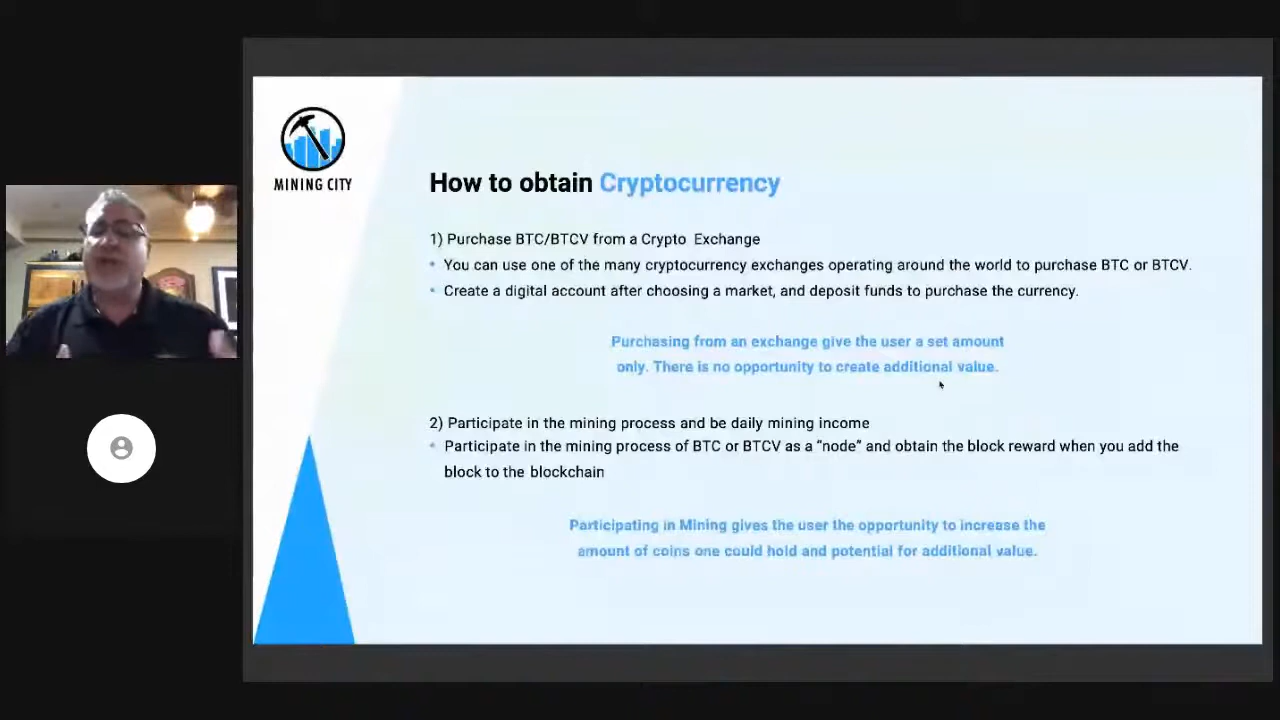 MINING CITY
How to obtain Cryptocurrency
1) Purchase BTC/BTCV from a Crypto Exchange
• You can use one of the many cryptocurrency exchanges operating around the world to purchase BTC or BTCV.
• Create a digital account after choosing a market, and deposit funds to purchase the currency.
Purchasing from an exchange give the user a set amount
only. There is no opportunity to create additional value.
2) Participate in the mining process and be daily mining income
• Participate in the mining process of BTC or BTCV as a “node” and obtain the block reward when you add the
block to the blockchain
Participating in Mining gives the user the opportunity to increase the
amount of coins one could hold and potential for additional value.